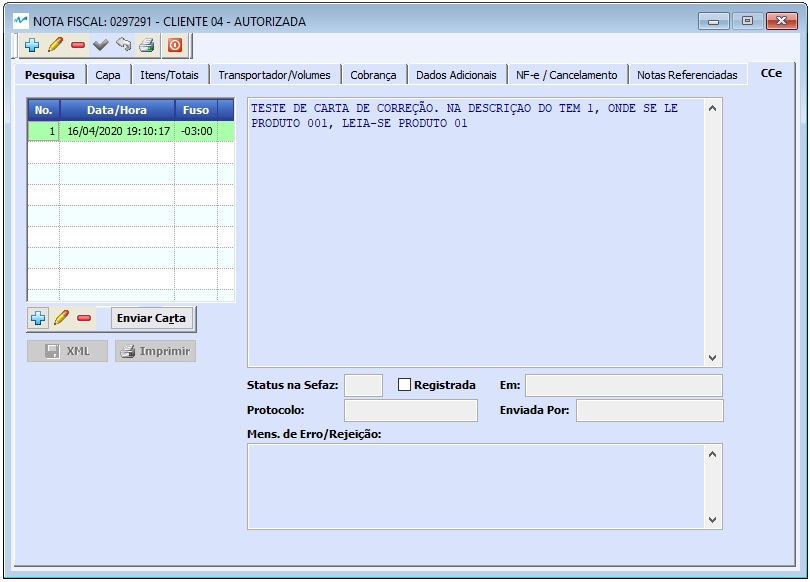 NOTA FISCAL: 0297291 - CLIENTE 04 - AUTORIZADA
Pesquisa Capa Itens/Totais Transportador/Volumes Cobrança Dados Adicionais NF-e / Cancelamento Notas Referenciadas CCe
No. Data/Hora Fuso
1 16/04/2020 19:10:17 -03:00
TESTE DE CARTA DE CORREÇÃO. NA DESCRIÇAO DO TEM 1, ONDE SE LE
PRODUTO 001, LEIA-SE PRODUTO 01
Enviar Carta
XML Imprimir
Status na Sefaz: Registrada Em:
Protocolo: Enviada Por:
Mens. de Erro/Rejeição: